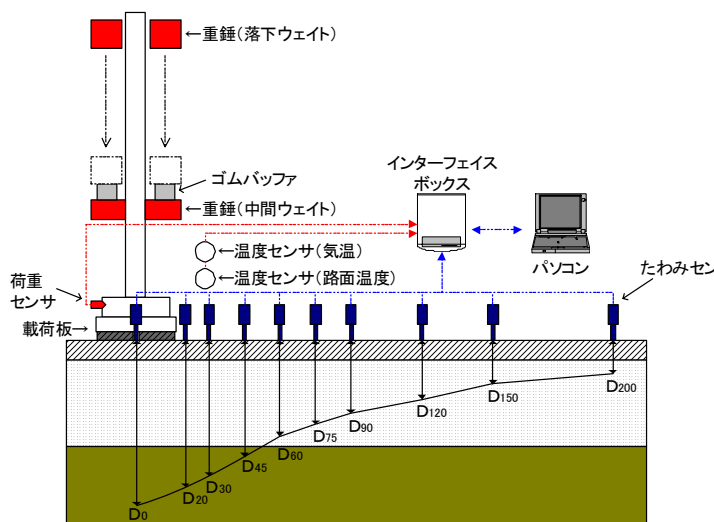 ←重錘(落下ウェイト)
ゴムバッファ
←重錘(中間ウェイト)
インターフェイス
ボックス
←温度センサ(気温)
←温度センサ(路面温度)
パソコン
荷重
センサ
載荷板→
たわみセン
D0
D20
D30
D45
D60
D75
D90
D120
D150
D200